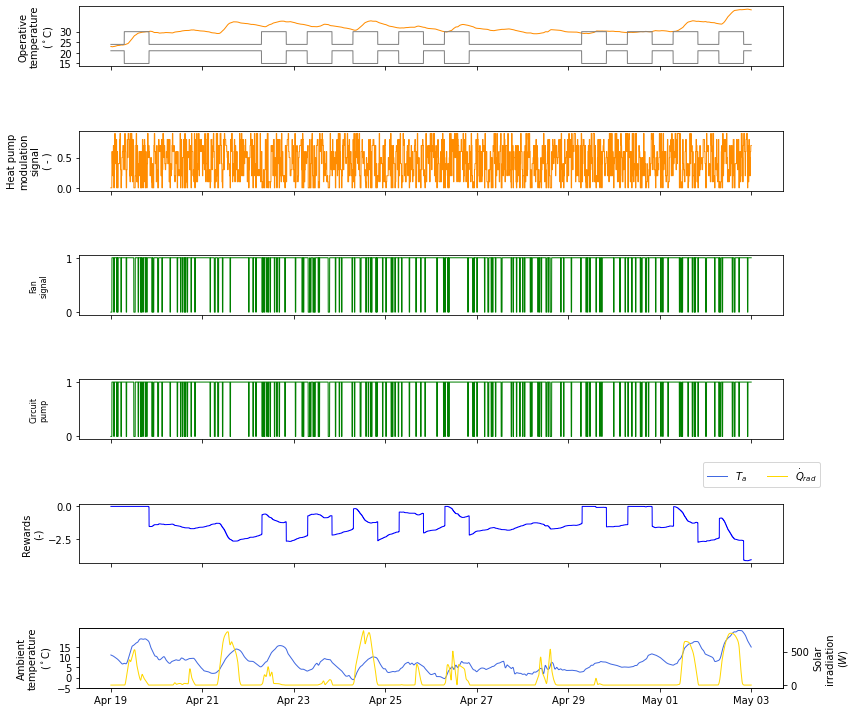 Operative
temperature
(°C)
30
25
20
15
Heat pump
modulation
signal
( - )
0.5
0.0
Fan
signal
1
0
Circuit
pump
1
0
T_a
Q̇_rad
Rewards
(-)
0.0
−2.5
Ambient
temperature
(°C)
15
10
5
0
−5
500
0
Solar
irradiation
(W)
Apr 19 Apr 21 Apr 23 Apr 25 Apr 27 Apr 29 May 01 May 03